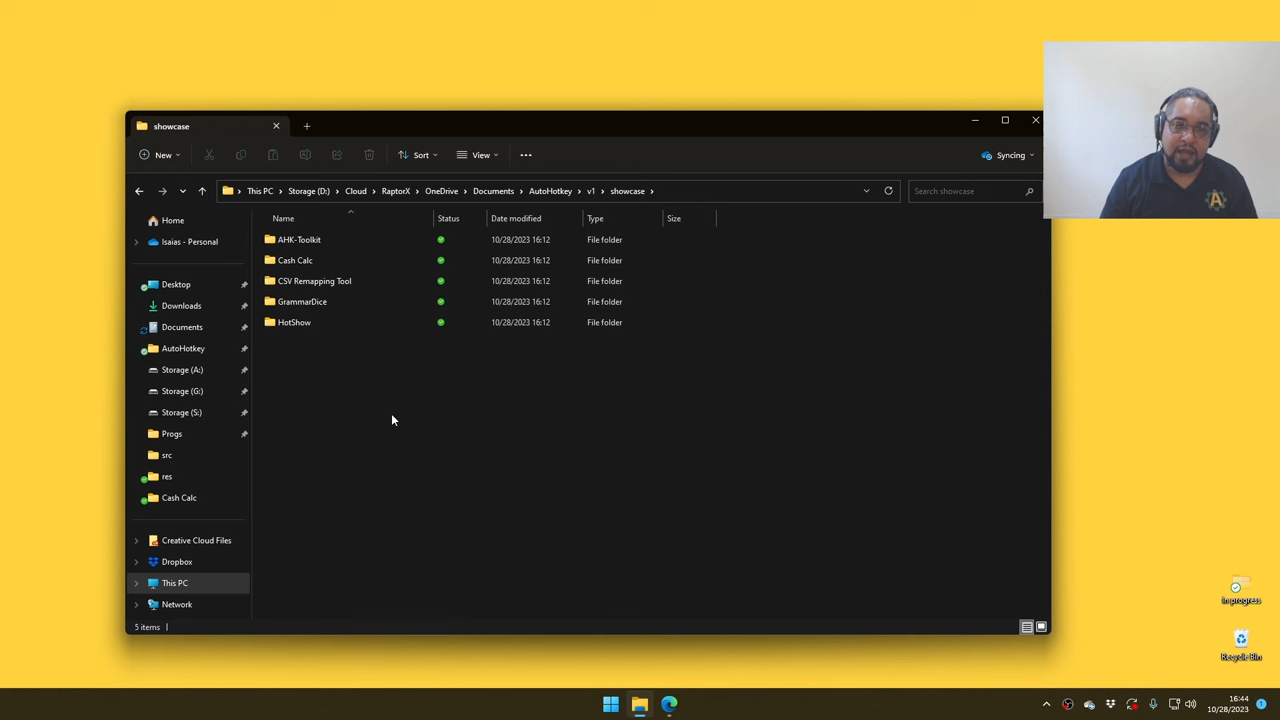 showcase
New
Sort
View
Syncing
This PC
Storage (D:)
Cloud
RaptorX
OneDrive
Documents
AutoHotkey
v1
showcase
Search showcase
Name
Status
Date modified
Type
Size
AHK-Toolkit
10/28/2023 16:12
File folder
Cash Calc
10/28/2023 16:12
File folder
CSV Remapping Tool
10/28/2023 16:12
File folder
GrammarDice
10/28/2023 16:12
File folder
HotShow
10/28/2023 16:12
File folder
Home
Isaias - Personal
Desktop
Downloads
Documents
AutoHotkey
Storage (A:)
Storage (G:)
Storage (S:)
Progs
src
res
Cash Calc
Creative Cloud Files
Dropbox
This PC
Network
5 items
A
In progress
Recycle Bin
16:44
10/28/2023
1